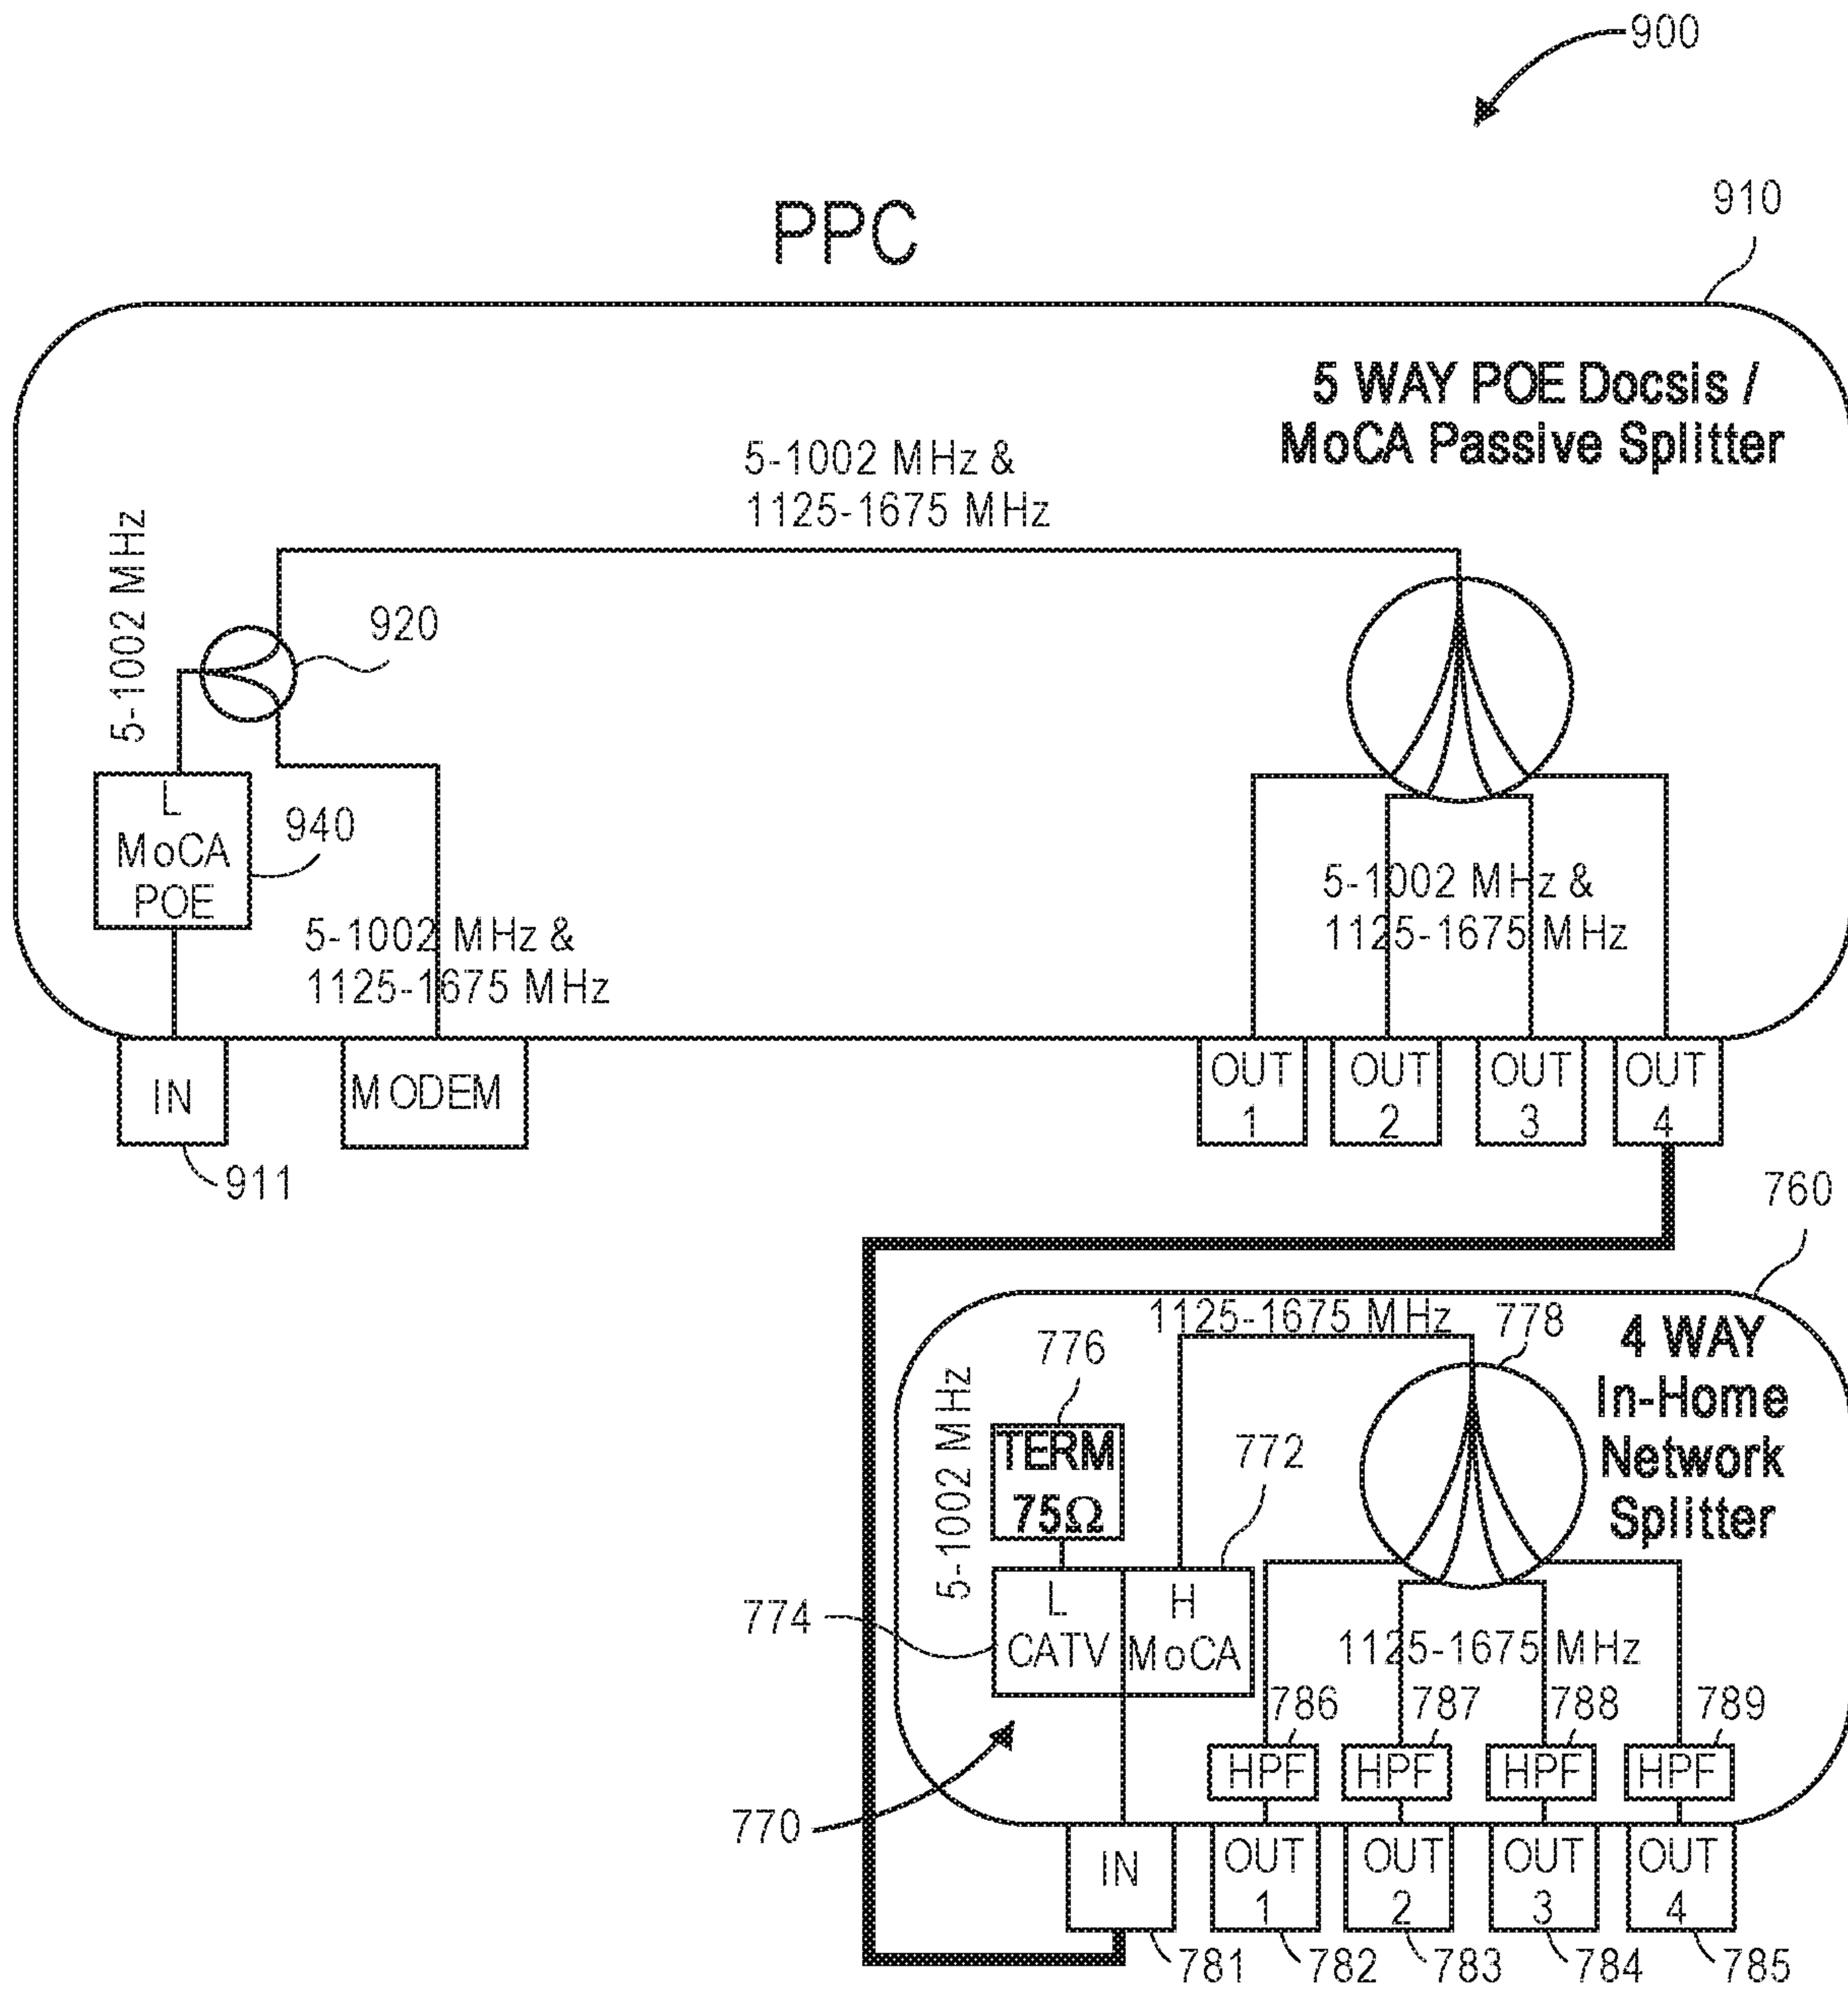 900
910
PPC
5 WAY POE Docsis /
MoCA Passive Splitter
5-1002 MHz &
1125-1675 MHz
5-1002 MHz
920
L
MoCA
POE
940
5-1002 MHz &
1125-1675 MHz
5-1002 MHz &
1125-1675 MHz
IN
MODEM
OUT
1
OUT
2
OUT
3
OUT
4
911
760
1125-1675 MHz
778
4 WAY
In-Home
Network
Splitter
776
5-1002 MHz
TERM
75Ω
772
774
L
CATV
H
MoCA
1125-1675 MHz
786
787
788
789
HPF
HPF
HPF
HPF
770
IN
OUT
1
OUT
2
OUT
3
OUT
4
781
782
783
784
785